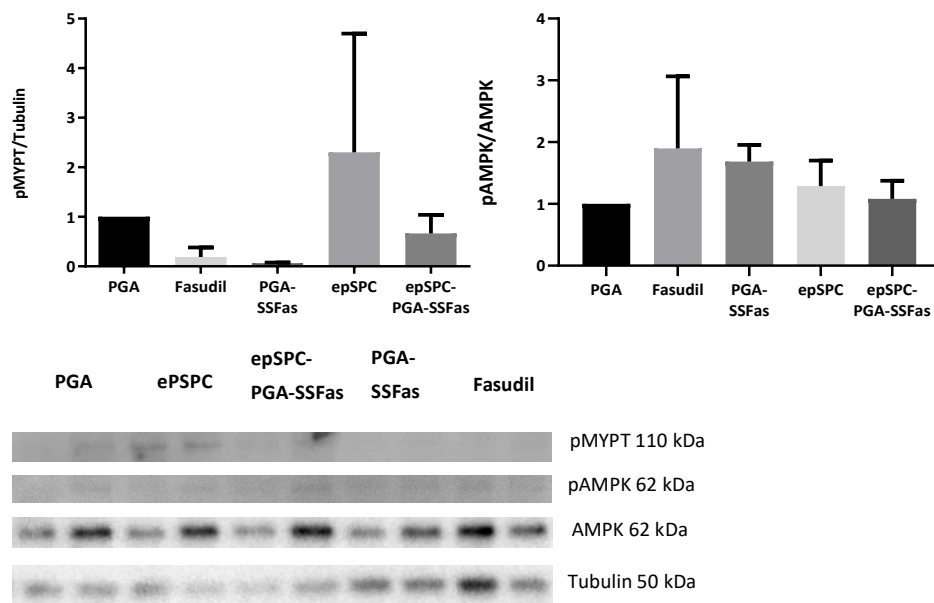 pMYPT/Tubulin
5
4
3
2
1
0
PGA
Fasudil
PGA-
SSFas
epSPC
epSPC-
PGA-SSFas
pAMPK/AMPK
4
3
2
1
0
PGA
Fasudil
PGA-
SSFas
epSPC
epSPC-
PGA-SSFas
PGA
ePSPC
epSPC-
PGA-SSFas
PGA-
SSFas
Fasudil
pMYPT 110 kDa
pAMPK 62 kDa
AMPK 62 kDa
Tubulin 50 kDa